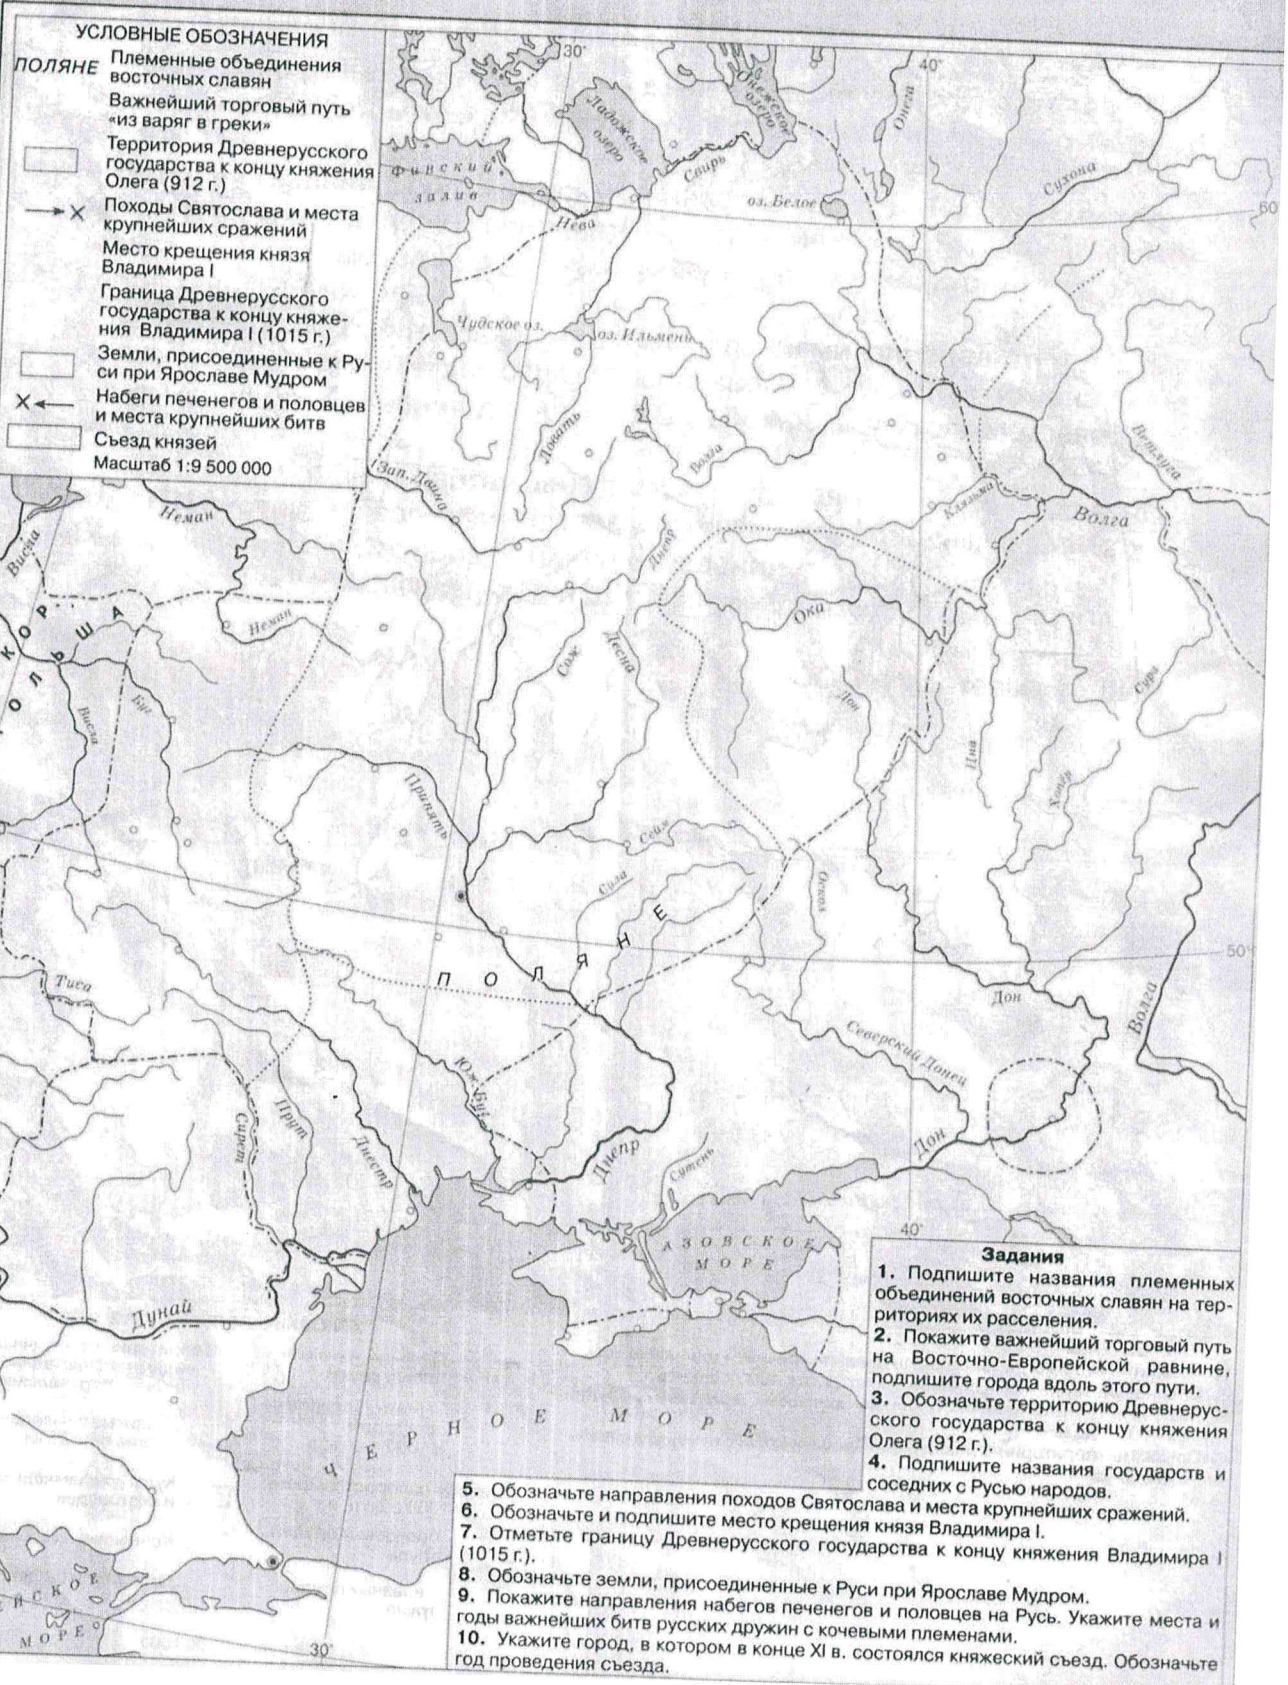 УСЛОВНЫЕ ОБОЗНАЧЕНИЯ
ПОЛЯНЕ
Племенные объединения
восточных славян
Важнейший торговый путь
«из варяг в греки»
Территория Древнерусского
государства к концу княжения
Олега (912 г.)
Походы Святослава и места
крупнейших сражений
Место крещения князя
Владимира I
Граница Древнерусского
государства к концу княже-
ния Владимира I (1015 г.)
Земли, присоединенные к Ру-
си при Ярославе Мудром
Набеги печенегов и половцев
и места крупнейших битв
Съезд князей
Масштаб 1:9 500 000
30°
40°
Ладожское
озеро
Онежское
озеро
Онега
Свирь
Сухона
Финский
залив
Нева
оз. Белое
60
Чудское оз.
оз. Ильмень
Ловать
Волга
Ветлуга
Зап. Двина
Клязьма
Волга
Неман
Висла
Днепр
Неман
Ока
КОР.
ПОЛЬША
Сож
Десна
Дон
Сура
Висла
Буг
Цна
Хопёр
Припять
Сейм
Сула
Оскол
ПОЛЯНЕ
50°
Тиса
Дон
Волга
Северский Донец
Юж. Буг
Сирет
Прут
Днестр
Днепр
Сутень
Дон
40°
АЗОВСКОЕ
МОРЕ
Дунай
ЧЕРНОЕ МОРЕ
ЕЙСКОЕ
МОРЕ
30°
Задания
1. Подпишите названия племенных
объединений восточных славян на тер-
риториях их расселения.
2. Покажите важнейший торговый путь
на Восточно-Европейской равнине,
подпишите города вдоль этого пути.
3. Обозначьте территорию Древнерус-
ского государства к концу княжения
Олега (912 г.).
4. Подпишите названия государств и
соседних с Русью народов.
5. Обозначьте направления походов Святослава и места крупнейших сражений.
6. Обозначьте и подпишите место крещения князя Владимира I.
7. Отметьте границу Древнерусского государства к концу княжения Владимира I
(1015 г.).
8. Обозначьте земли, присоединенные к Руси при Ярославе Мудром.
9. Покажите направления набегов печенегов и половцев на Русь. Укажите места и
годы важнейших битв русских дружин с кочевыми племенами.
10. Укажите город, в котором в конце XI в. состоялся княжеский съезд. Обозначьте
год проведения съезда.